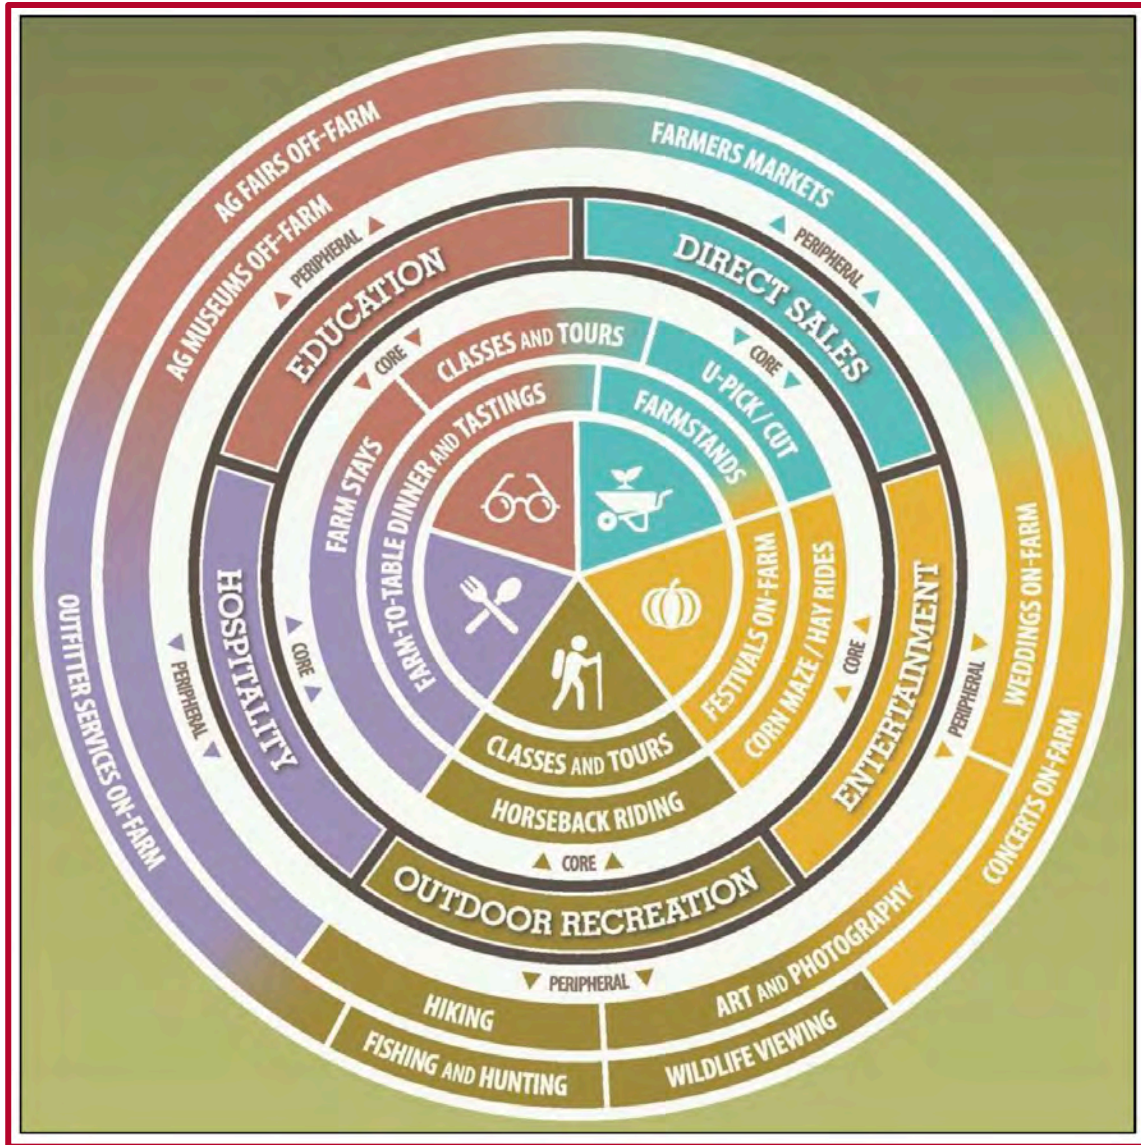 AG FAIRS OFF-FARM
AG MUSEUMS OFF-FARM
FARMERS MARKETS
PERIPHERAL
PERIPHERAL
EDUCATION
DIRECT SALES
CORE
CORE
CLASSES AND TOURS
U-PICK / CUT
FARM STAYS
FARM-TO-TABLE DINNER AND TASTINGS
FARMSTANDS
HOSPITALITY
CORE
PERIPHERAL
OUTFITTER SERVICES ON-FARM
FESTIVALS ON-FARM
CORN MAZE / HAY RIDES
CORE
ENTERTAINMENT
PERIPHERAL
WEDDINGS ON-FARM
CONCERTS ON-FARM
CLASSES AND TOURS
HORSEBACK RIDING
CORE
OUTDOOR RECREATION
PERIPHERAL
HIKING
ART AND PHOTOGRAPHY
FISHING AND HUNTING
WILDLIFE VIEWING